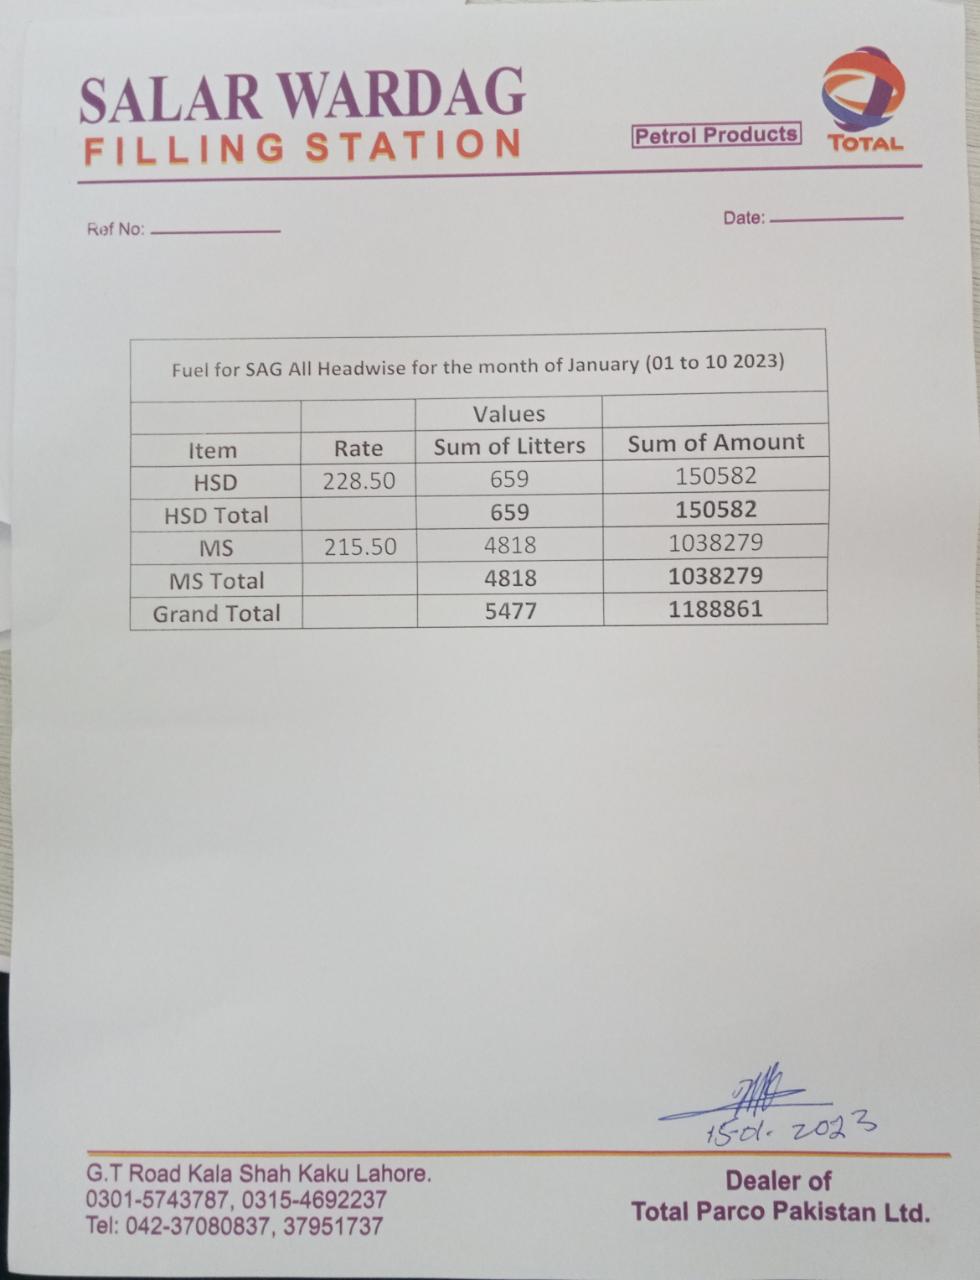 SALAR WARDAG
FILLING STATION
Petrol Products
TOTAL
Ref No:
Date:
Fuel for SAG All Headwise for the month of January (01 to 10 2023)
Values
Item Rate Sum of Litters Sum of Amount
HSD 228.50 659 150582
HSD Total 659 150582
MS 215.50 4818 1038279
MS Total 4818 1038279
Grand Total 5477 1188861
15-01-2023
G.T Road Kala Shah Kaku Lahore.
0301-5743787, 0315-4692237
Tel: 042-37080837, 37951737
Dealer of
Total Parco Pakistan Ltd.